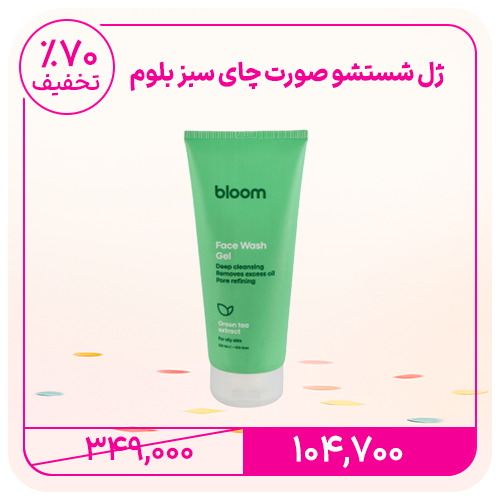 ٪۷۰
تخفیف
ژل شستشو صورت چای سبز بلوم
bloom
Face Wash
Gel
Deep cleansing
Removes excess oil
Pore refining
Green tea
extract
For oily skin
۳۴۹,۰۰۰
۱۰۴,۷۰۰